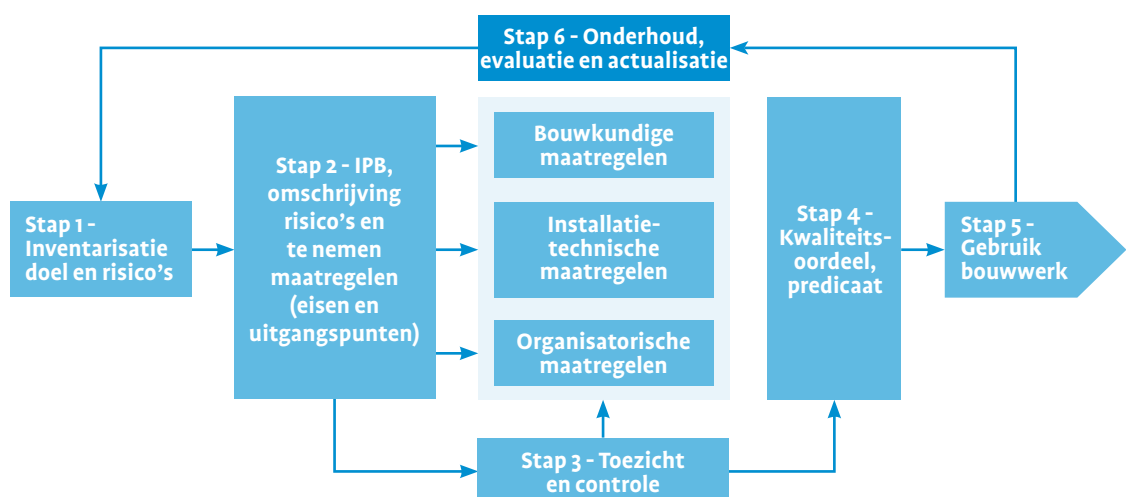 Stap 6 - Onderhoud,
evaluatie en actualisatie
Stap 1 -
Inventarisatie
doel en risico's
Stap 2 - IPB,
omschrijving
risico's en
te nemen
maatregelen
(eisen en
uitgangspunten)
Bouwkundige
maatregelen
Installatie-
technische
maatregelen
Organisatorische
maatregelen
Stap 3 - Toezicht
en controle
Stap 4 -
Kwaliteits-
oordeel,
predicaat
Stap 5 -
Gebruik
bouwwerk